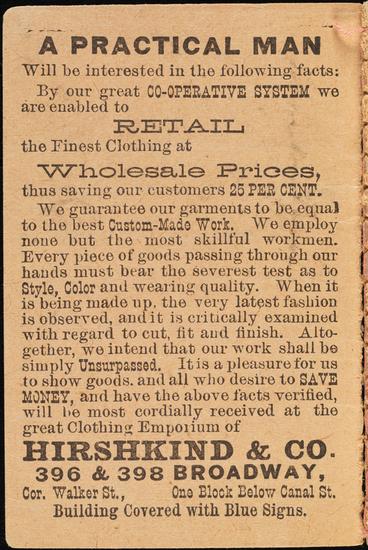 A PRACTICAL MAN
Will be interested in the following facts:
By our great CO-OPERATIVE SYSTEM we
are enabled to
RETAIL
the Finest Clothing at
Wholesale Prices,
thus saving our customers 25 PER CENT.
We guarantee our garments to be equal
to the best Custom-Made Work. We employ
none but the most skillful workmen.
Every piece of goods passing through our
hands must bear the severest test as to
Style, Color and wearing quality. When it
is being made up, the very latest fashion
is observed, and it is critically examined
with regard to cut, fit and finish. Alto-
gether, we intend that our work shall be
simply Unsurpassed. It is a pleasure for us
to show goods, and all who desire to SAVE
MONEY, and have the above facts verified,
will be most cordially received at the
great Clothing Emporium of
HIRSHKIND & CO.
396 & 398 BROADWAY,
Cor. Walker St., One Block Below Canal St.
Building Covered with Blue Signs.